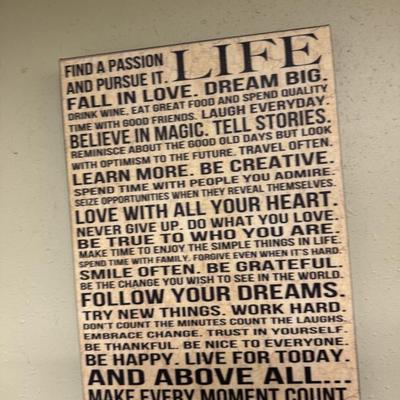 FIND A PASSION
AND PURSUE IT. LIFE
FALL IN LOVE. DREAM BIG.
DRINK WINE, EAT GREAT FOOD AND SPEND QUALITY
TIME WITH GOOD FRIENDS. LAUGH EVERYDAY.
BELIEVE IN MAGIC. TELL STORIES.
REMINISCE ABOUT THE GOOD OLD DAYS BUT LOOK
WITH OPTIMISM TO THE FUTURE. TRAVEL OFTEN.
LEARN MORE. BE CREATIVE.
SPEND TIME WITH PEOPLE YOU ADMIRE.
SEIZE OPPORTUNITIES WHEN THEY REVEAL THEMSELVES.
LOVE WITH ALL YOUR HEART.
NEVER GIVE UP. DO WHAT YOU LOVE.
BE TRUE TO WHO YOU ARE.
MAKE TIME TO ENJOY THE SIMPLE THINGS IN LIFE.
SPEND TIME WITH FAMILY, FORGIVE EVEN WHEN IT'S HARD.
SMILE OFTEN. BE GRATEFUL.
BE THE CHANGE YOU WISH TO SEE IN THE WORLD.
FOLLOW YOUR DREAMS.
TRY NEW THINGS. WORK HARD.
DON'T COUNT THE MINUTES COUNT THE LAUGHS.
EMBRACE CHANGE. TRUST IN YOURSELF.
BE THANKFUL. BE NICE TO EVERYONE.
BE HAPPY. LIVE FOR TODAY.
AND ABOVE ALL...
MAKE EVERY MOMENT COUNT